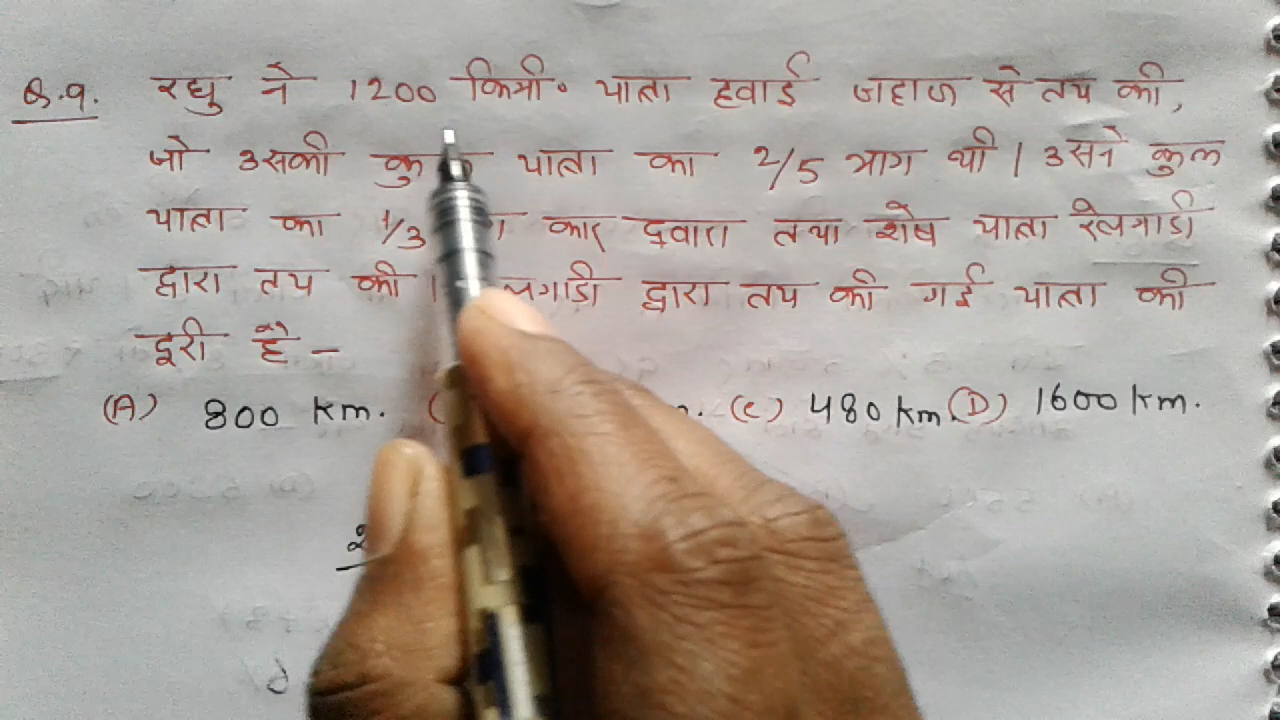 Q.9. रघु ने 1200 किमी. यात्रा हवाई जहाज से तय की,
जो उसकी कुल यात्रा का 2/5 भाग थी। उसने कुल
यात्रा का 1/3 कार द्वारा तथा शेष यात्रा रेलगाडी
द्वारा तय की। लगाडी द्वारा तय की गई यात्रा की
दूरी है –
(A) 800 Km. ( . (C) 480 Km (D) 1600 Km.
2